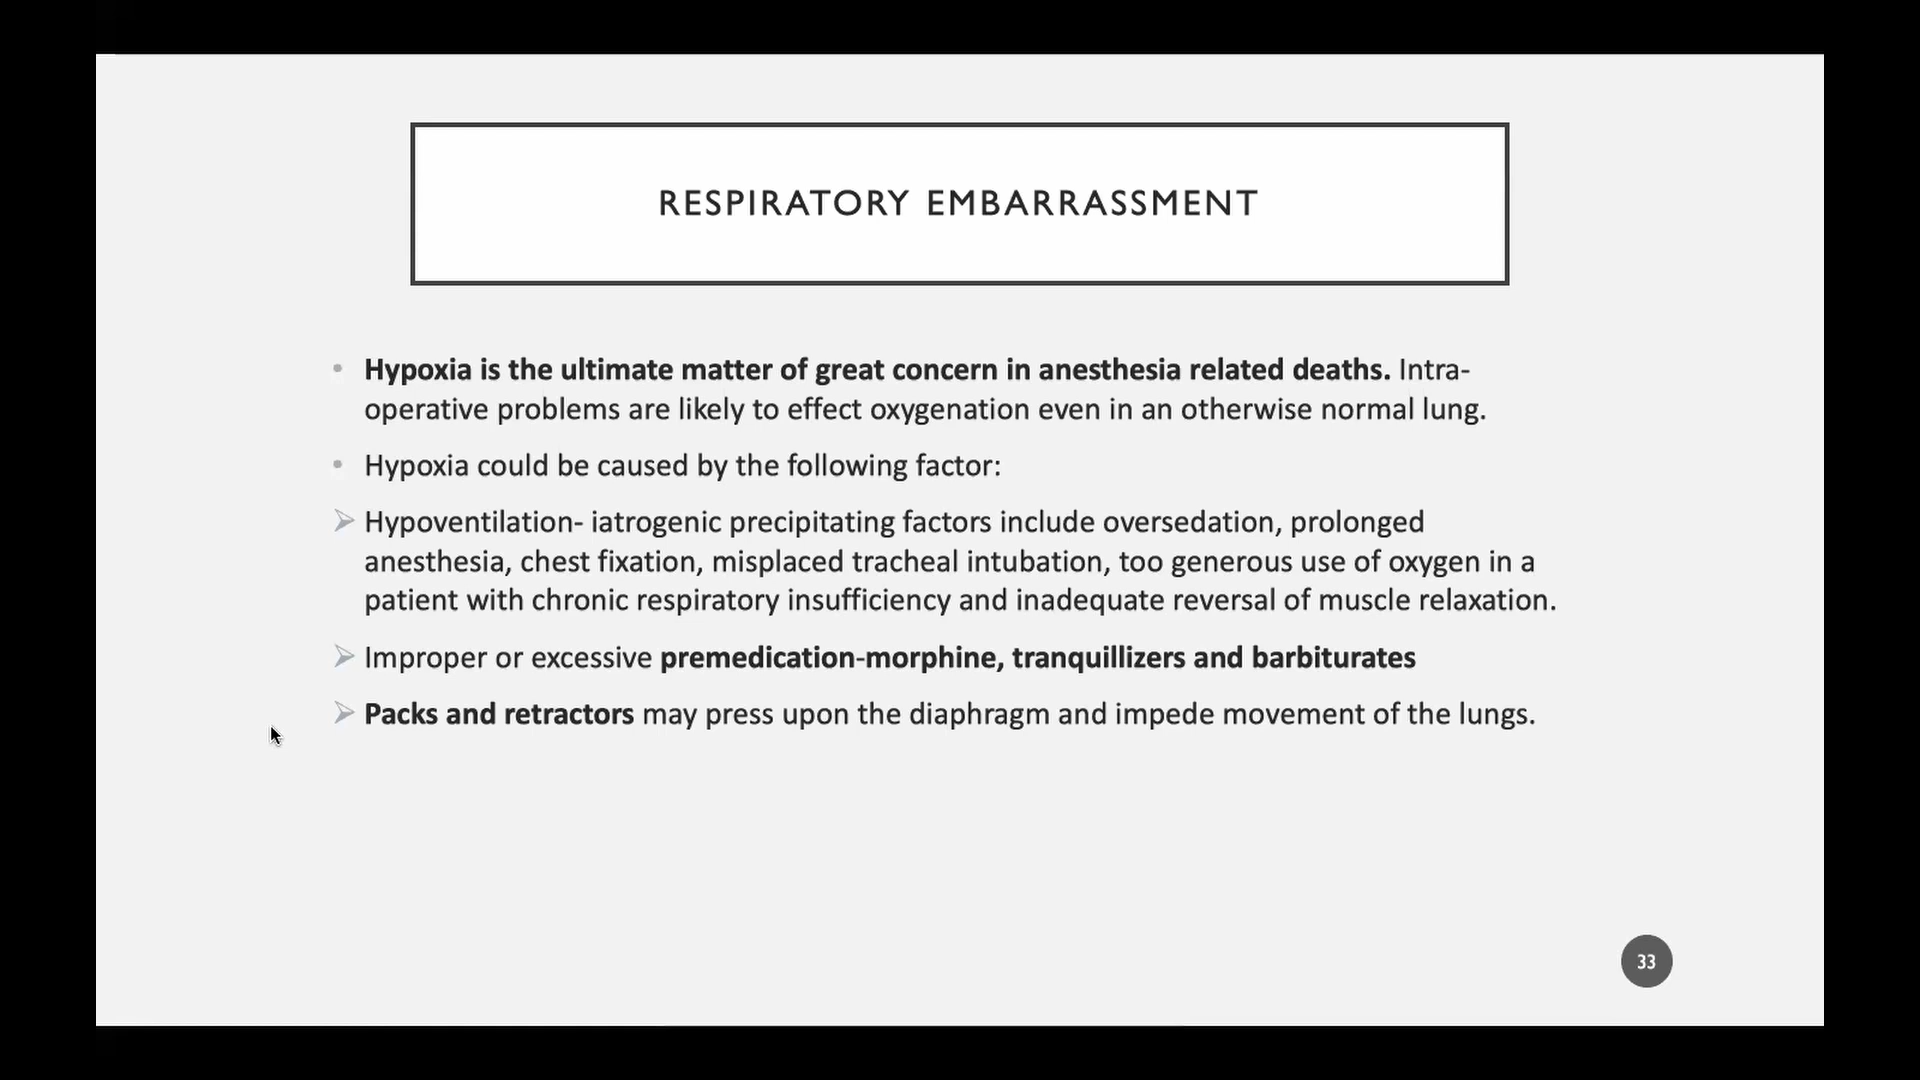 RESPIRATORY EMBARRASSMENT
• Hypoxia is the ultimate matter of great concern in anesthesia related deaths. Intra-
operative problems are likely to effect oxygenation even in an otherwise normal lung.
• Hypoxia could be caused by the following factor:
➢ Hypoventilation- iatrogenic precipitating factors include oversedation, prolonged
anesthesia, chest fixation, misplaced tracheal intubation, too generous use of oxygen in a
patient with chronic respiratory insufficiency and inadequate reversal of muscle relaxation.
➢ Improper or excessive premedication-morphine, tranquillizers and barbiturates
➢ Packs and retractors may press upon the diaphragm and impede movement of the lungs.
33